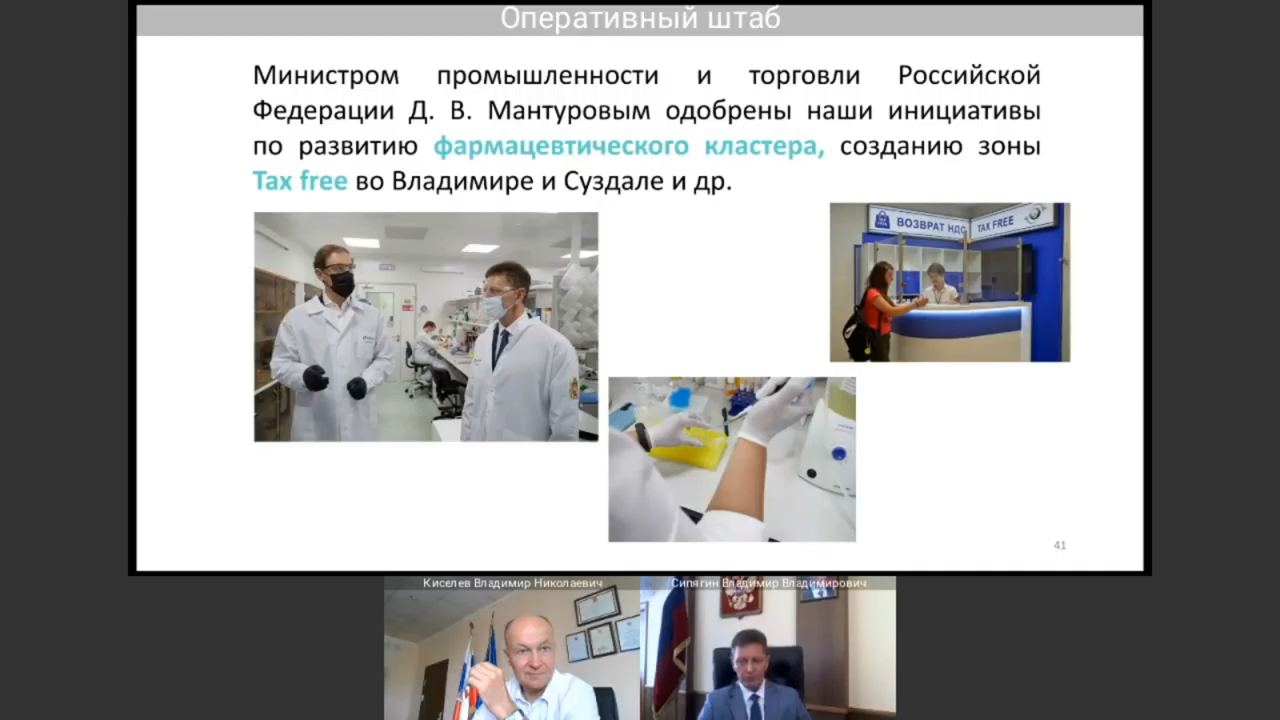 Оперативный штаб
Министром промышленности и торговли Российской
Федерации Д. В. Мантуровым одобрены наши инициативы
по развитию фармацевтического кластера, созданию зоны
Tax free во Владимире и Суздале и др.
ВОЗВРАТ НДС
TAX FREE
41
Киселев Владимир Николаевич
Сипягин Владимир Владимирович